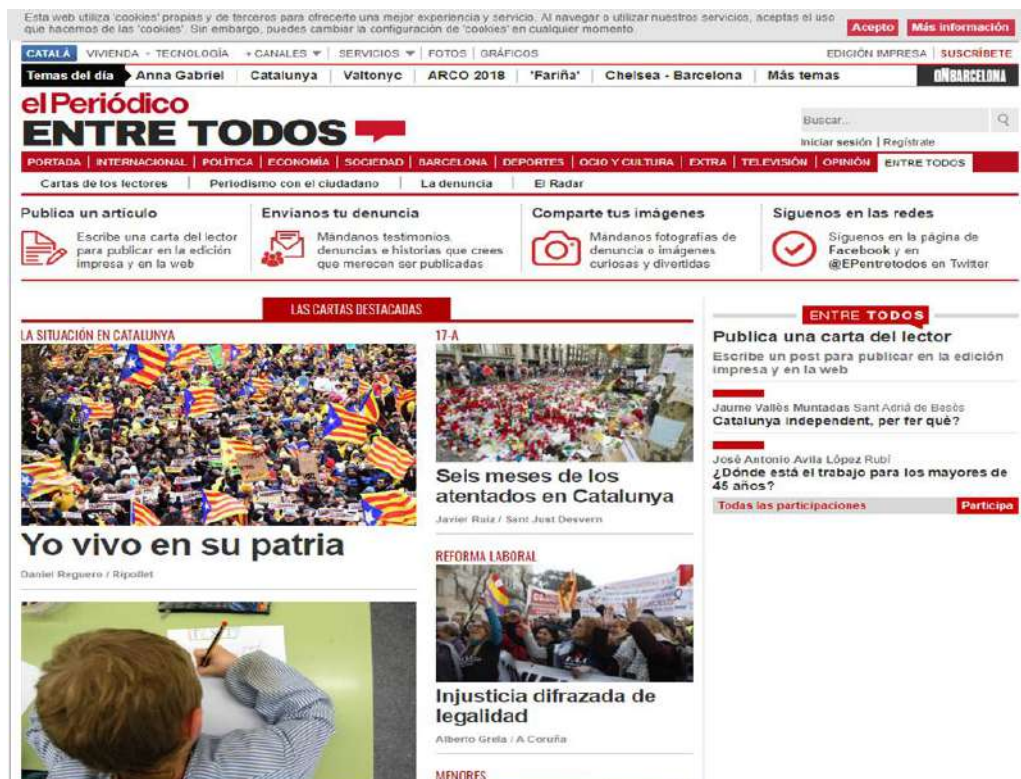 Esta web utiliza 'cookies' propias y de terceros para ofrecerte una mejor experiencia y servicio. Al navegar o utilizar nuestros servicios, aceptas el uso
que hacemos de las 'cookies'. Sin embargo, puedes cambiar la configuración de 'cookies' en cualquier momento.
Acepto
Más información
CATALÀ VIVIENDA - TECNOLOGÍA + CANALES SERVICIOS FOTOS GRÁFICOS
EDICIÓN IMPRESA SUSCRÍBETE
Temas del día Anna Gabriel Catalunya Valtonyc ARCO 2018 'Fariña' Chelsea - Barcelona Más temas
ONBARCELONA
el Periódico
ENTRE TODOS
Buscar...
Iniciar sesión Regístrate
PORTADA INTERNACIONAL POLÍTICA ECONOMÍA SOCIEDAD BARCELONA DEPORTES OCIO Y CULTURA EXTRA TELEVISIÓN OPINIÓN ENTRE TODOS
Cartas de los lectores Periodismo con el ciudadano La denuncia El Radar
Publica un artículo
Escribe una carta del lector
para publicar en la edición
impresa y en la web
Envíanos tu denuncia
Mándanos testimonios,
denuncias e historias que crees
que merecen ser publicadas
Comparte tus imágenes
Mándanos fotografías de
denuncia o imágenes
curiosas y divertidas
Síguenos en las redes
Síguenos en la página de
Facebook y en
@EPentretodos en Twitter
LAS CARTAS DESTACADAS
LA SITUACIÓN EN CATALUNYA
Yo vivo en su patria
Daniel Reguero / Ripollet
17-A
Seis meses de los
atentados en Catalunya
Javier Ruiz / Sant Just Desvern
REFORMA LABORAL
Injusticia difrazada de
legalidad
Alberto Grela / A Coruña
MENORES
ENTRE TODOS
Publica una carta del lector
Escribe un post para publicar en la edición
impresa y en la web
Jaume Vallès Muntadas Sant Adrià de Besòs
Catalunya independent, per fer què?
José Antonio Avila López Rubí
¿Dónde está el trabajo para los mayores de
45 años?
Todas las participaciones
Participa